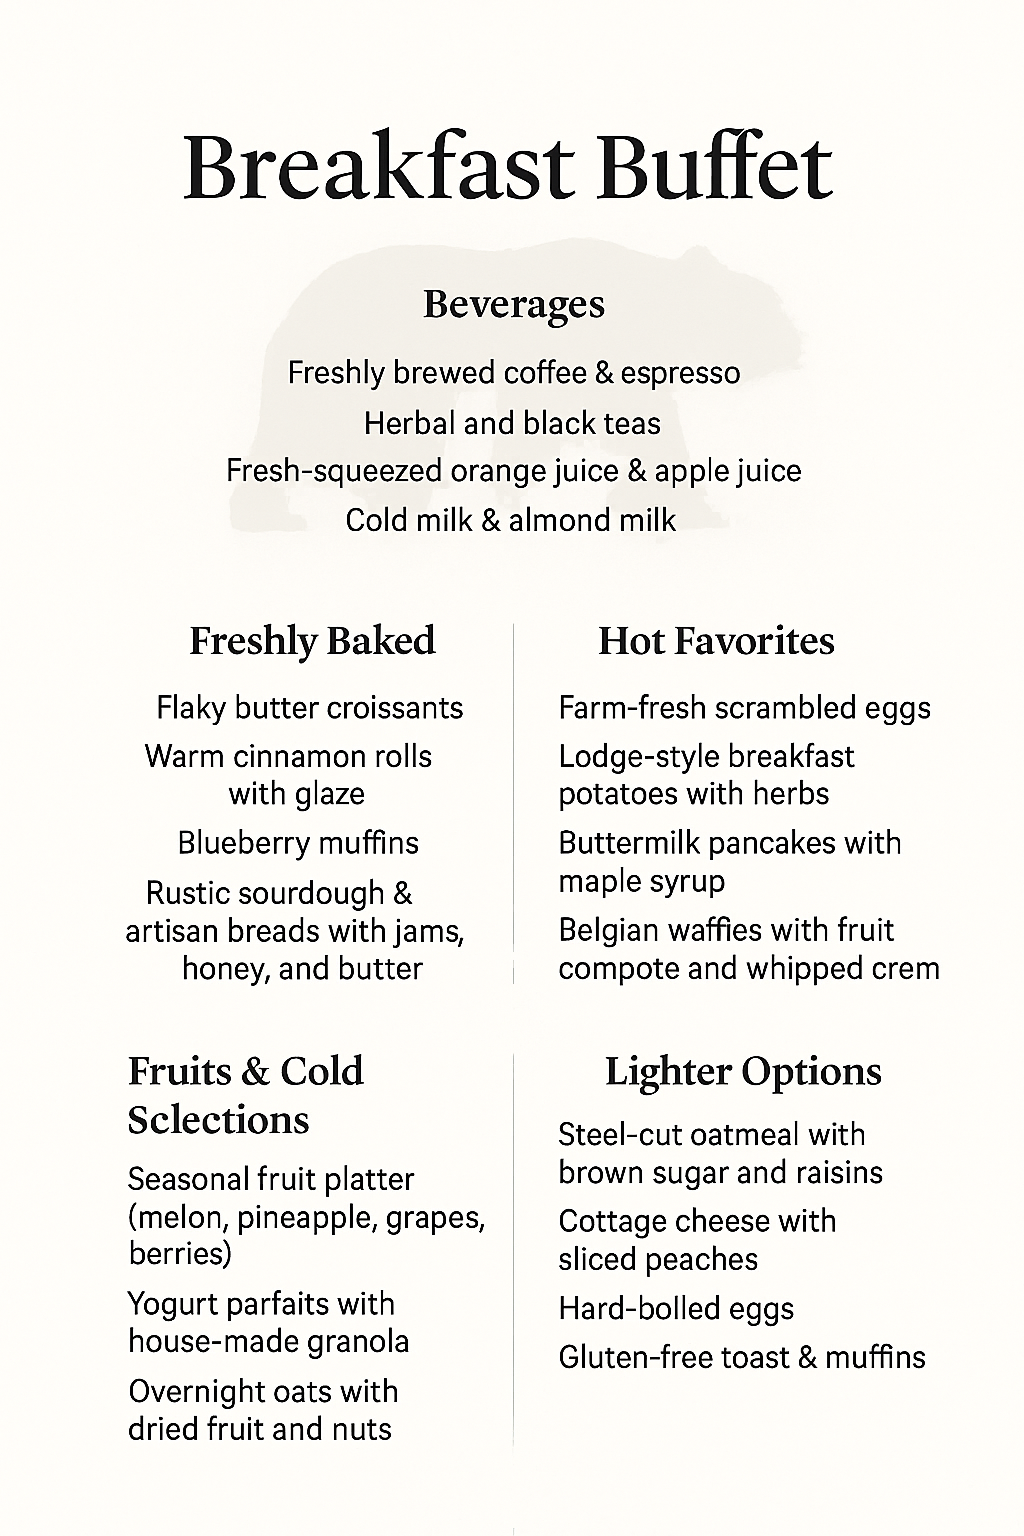 Breakfast Buffet
Beverages
Freshly brewed coffee & espresso
Herbal and black teas
Fresh-squeezed orange juice & apple juice
Cold milk & almond milk
Freshly Baked
Flaky butter croissants
Warm cinnamon rolls
with glaze
Blueberry muffins
Rustic sourdough &
artisan breads with jams,
honey, and butter
Hot Favorites
Farm-fresh scrambled eggs
Lodge-style breakfast
potatoes with herbs
Buttermilk pancakes with
maple syrup
Belgian waffies with fruit
compote and whipped crem
Fruits & Cold
Sclections
Seasonal fruit platter
(melon, pineapple, grapes,
berries)
Yogurt parfaits with
house-made granola
Overnight oats with
dried fruit and nuts
Lighter Options
Steel-cut oatmeal with
brown sugar and raisins
Cottage cheese with
sliced peaches
Hard-bolled eggs
Gluten-free toast & muffins